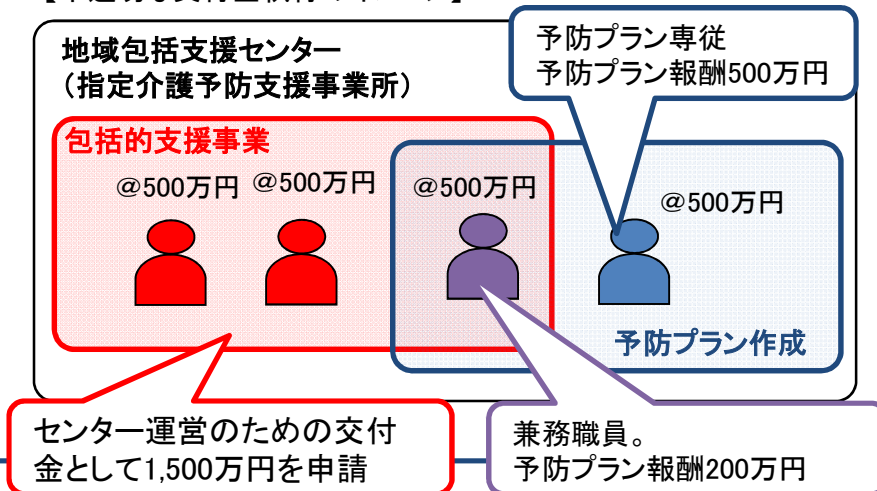 地域包括支援センター
（指定介護予防支援事業所）
予防プラン専従
予防プラン報酬500万円
包括的支援事業
＠500万円
＠500万円
＠500万円
＠500万円
予防プラン作成
センター運営のための交付
金として1,500万円を申請
兼務職員。
予防プラン報酬200万円